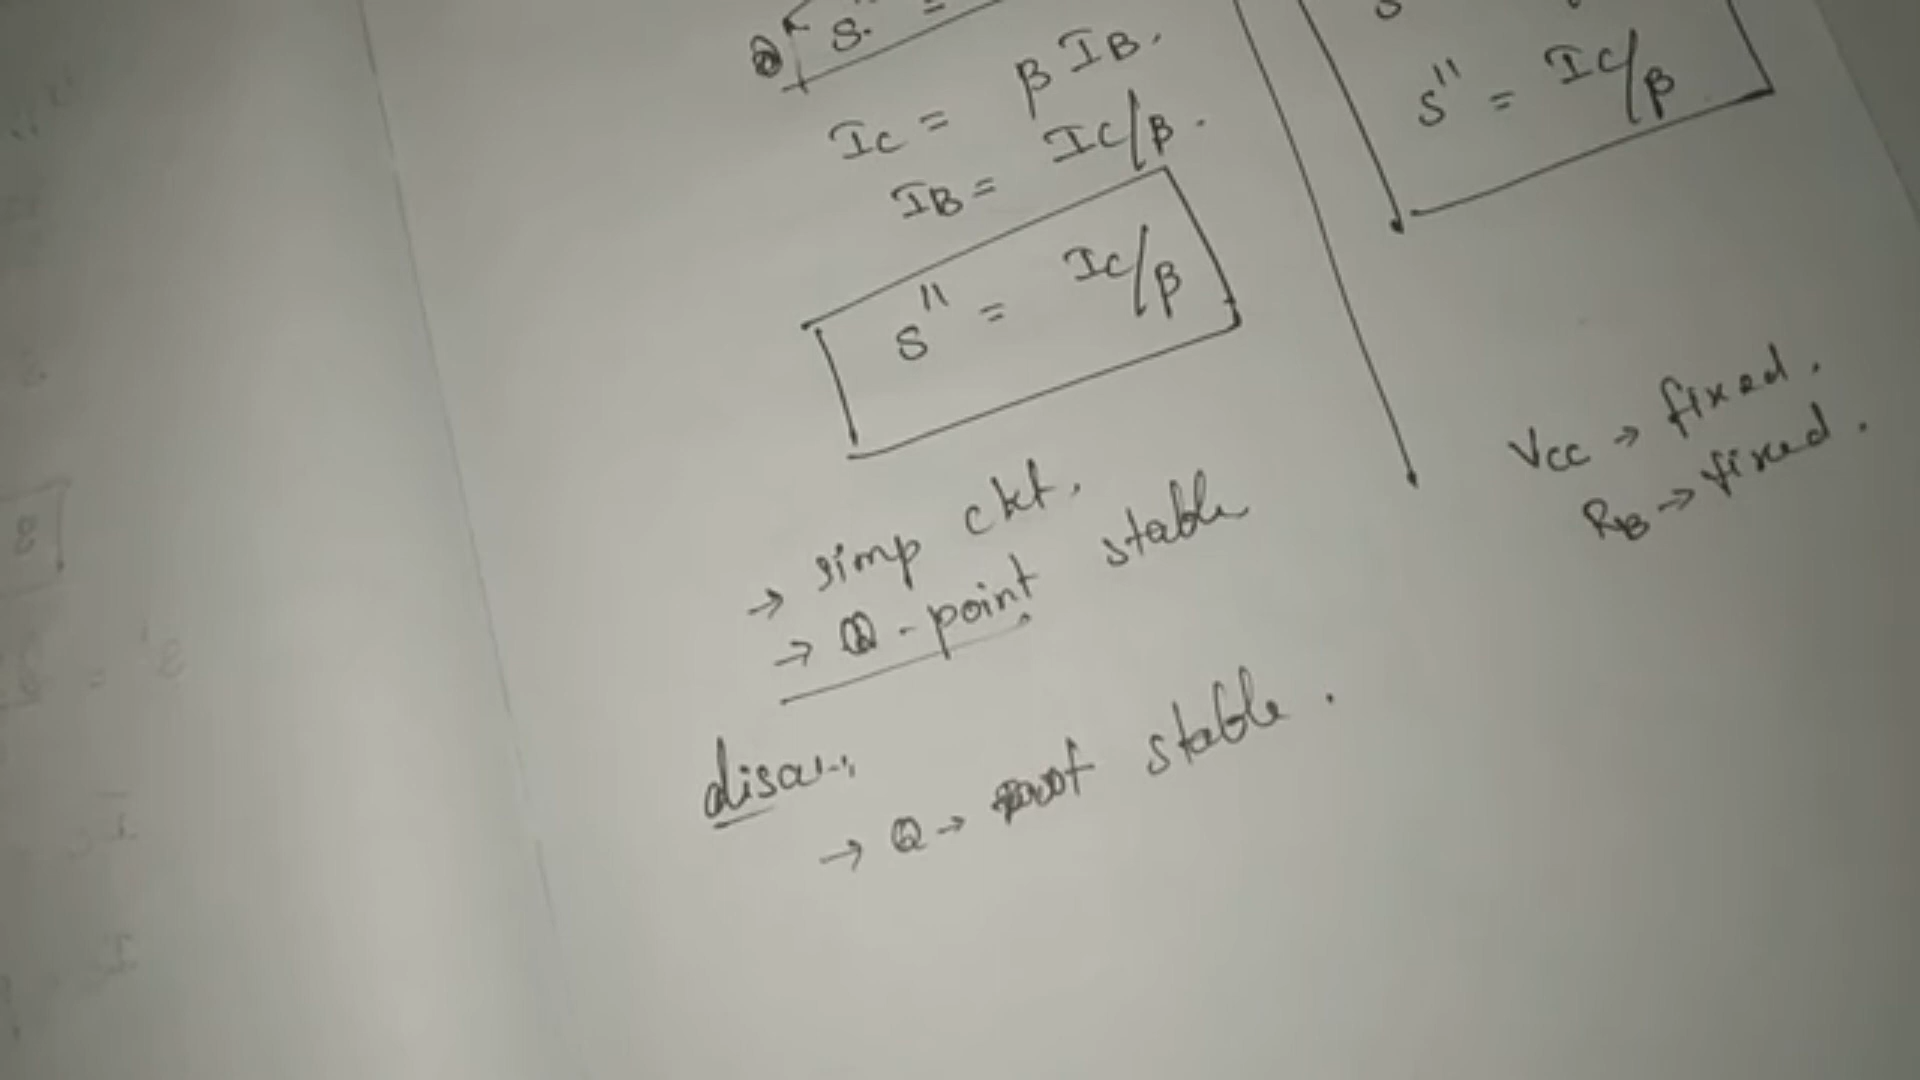 S'' =
IC = β IB.
IB = IC/β.
S'' = IC/β
→ simp ckt.
→ Q-point stable
disa
→ Q → not stable.
S
S'' = IC/β
VCC → fixed.
RB → fixed.